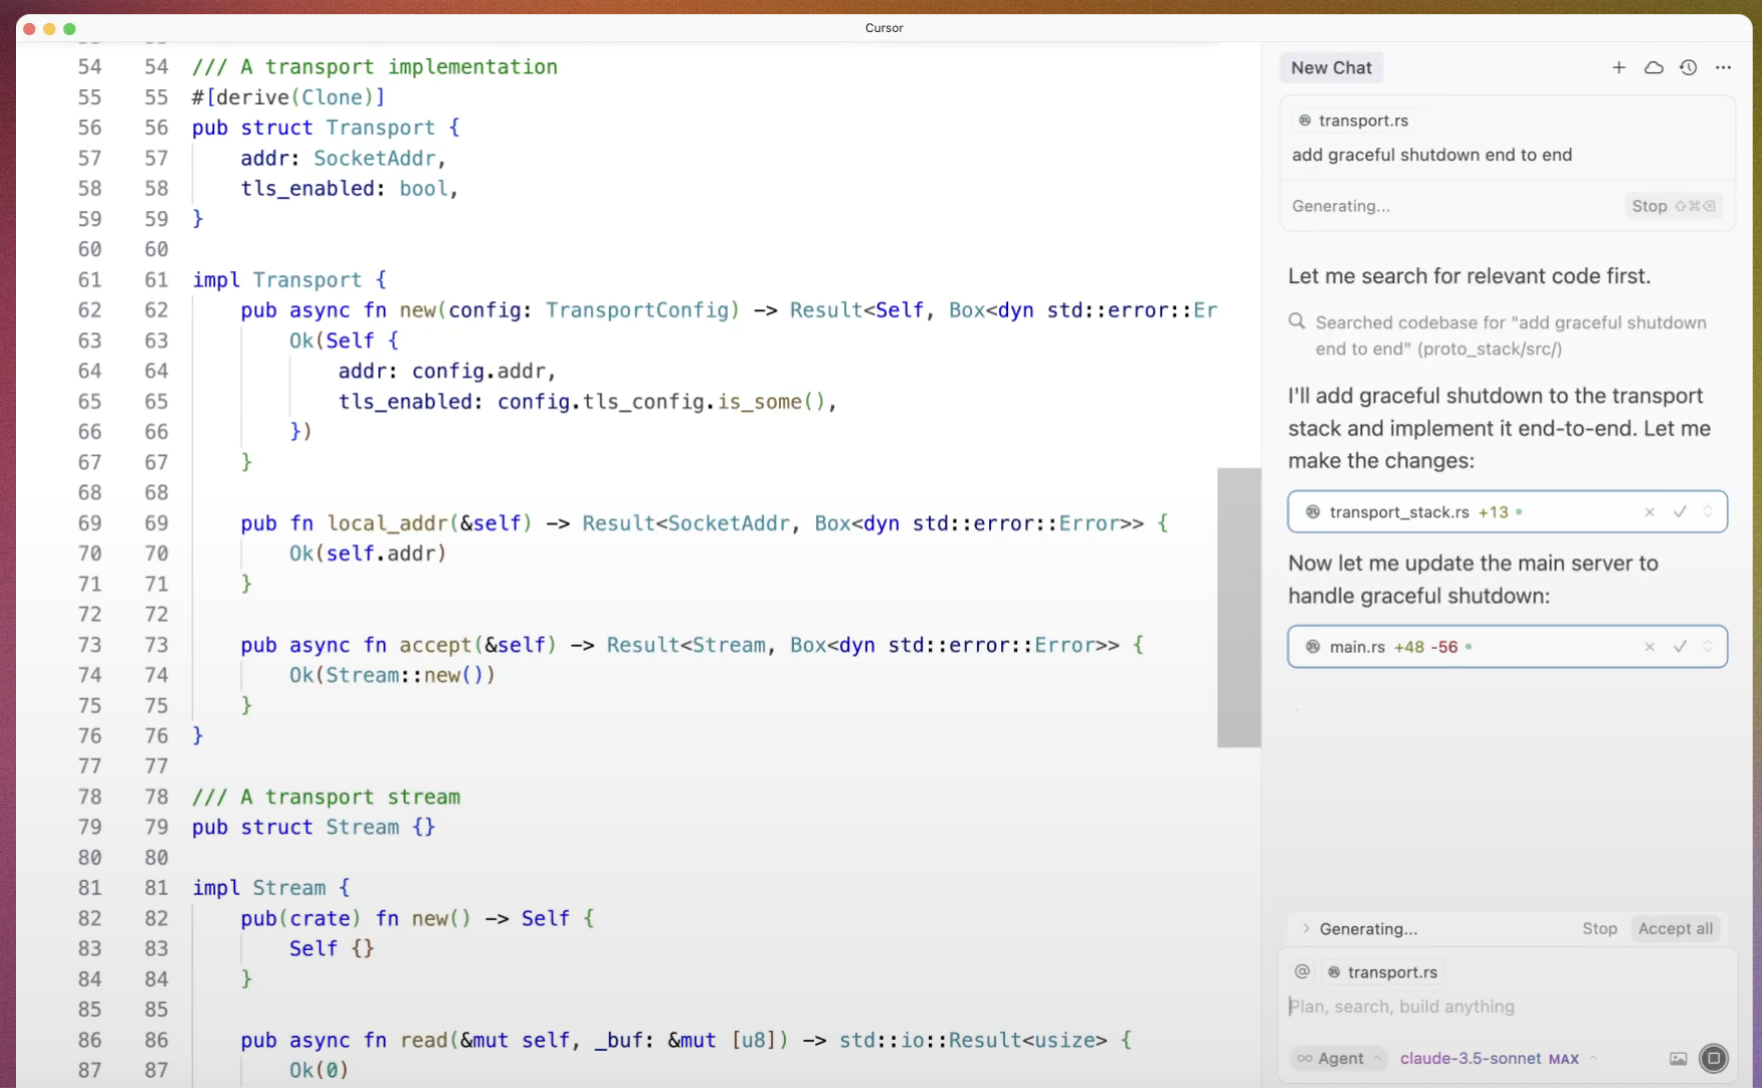 Cursor
54 54 /// A transport implementation
55 55 #[derive(Clone)]
56 56 pub struct Transport {
57 57 addr: SocketAddr,
58 58 tls_enabled: bool,
59 59 }
60 60
61 61 impl Transport {
62 62 pub async fn new(config: TransportConfig) -> Result<Self, Box<dyn std::error::Er
63 63 Ok(Self {
64 64 addr: config.addr,
65 65 tls_enabled: config.tls_config.is_some(),
66 66 })
67 67 }
68 68
69 69 pub fn local_addr(&self) -> Result<SocketAddr, Box<dyn std::error::Error>> {
70 70 Ok(self.addr)
71 71 }
72 72
73 73 pub async fn accept(&self) -> Result<Stream, Box<dyn std::error::Error>> {
74 74 Ok(Stream::new())
75 75 }
76 76 }
77 77
78 78 /// A transport stream
79 79 pub struct Stream {}
80 80
81 81 impl Stream {
82 82 pub(crate) fn new() -> Self {
83 83 Self {}
84 84 }
85 85
86 86 pub async fn read(&mut self, _buf: &mut [u8]) -> std::io::Result<usize> {
87 87 Ok(0)
New Chat
transport.rs
add graceful shutdown end to end
Generating... Stop ⇧⌘⌫
Let me search for relevant code first.
Searched codebase for "add graceful shutdown
end to end" (proto_stack/src/)
I'll add graceful shutdown to the transport
stack and implement it end-to-end. Let me
make the changes:
transport_stack.rs +13
Now let me update the main server to
handle graceful shutdown:
main.rs +48 -56
Generating... Stop Accept all
@ transport.rs
Plan, search, build anything
∞ Agent claude-3.5-sonnet MAX